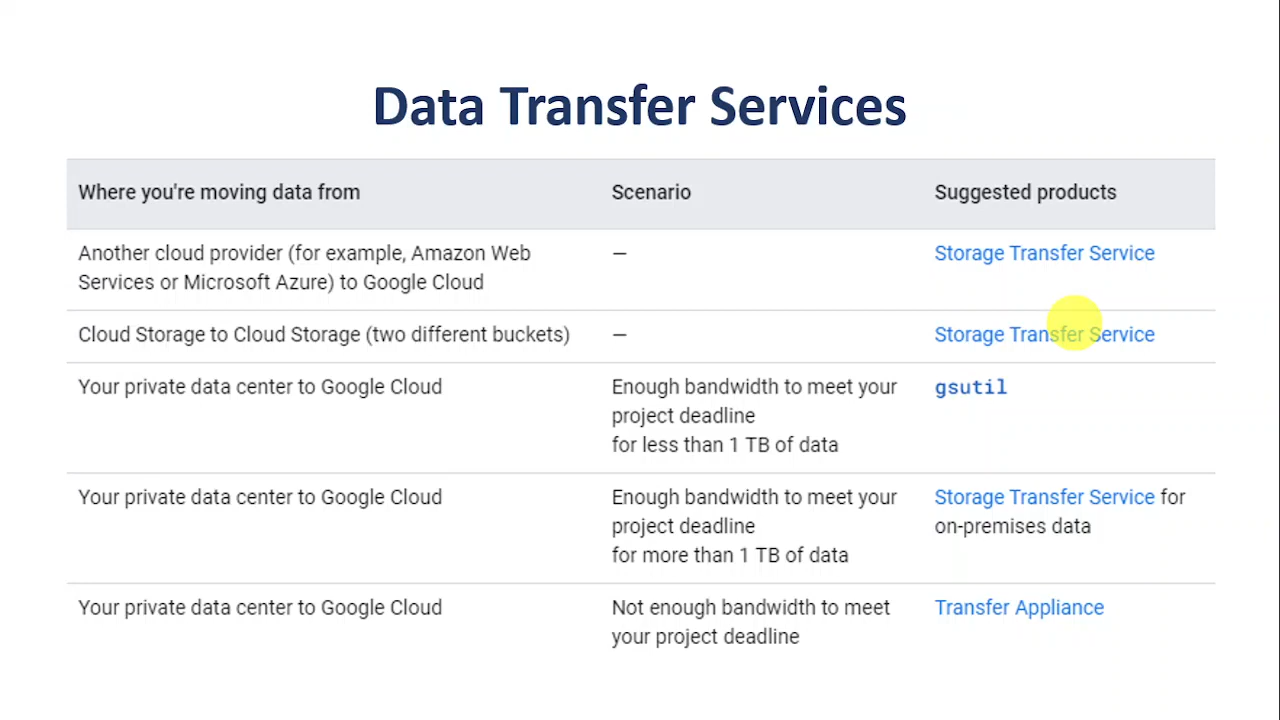 Data Transfer Services
Where you're moving data from
Scenario
Suggested products
Another cloud provider (for example, Amazon Web
Services or Microsoft Azure) to Google Cloud
—
Storage Transfer Service
Cloud Storage to Cloud Storage (two different buckets)
—
Storage Transfer Service
Your private data center to Google Cloud
Enough bandwidth to meet your
project deadline
for less than 1 TB of data
gsutil
Your private data center to Google Cloud
Enough bandwidth to meet your
project deadline
for more than 1 TB of data
Storage Transfer Service for
on-premises data
Your private data center to Google Cloud
Not enough bandwidth to meet
your project deadline
Transfer Appliance